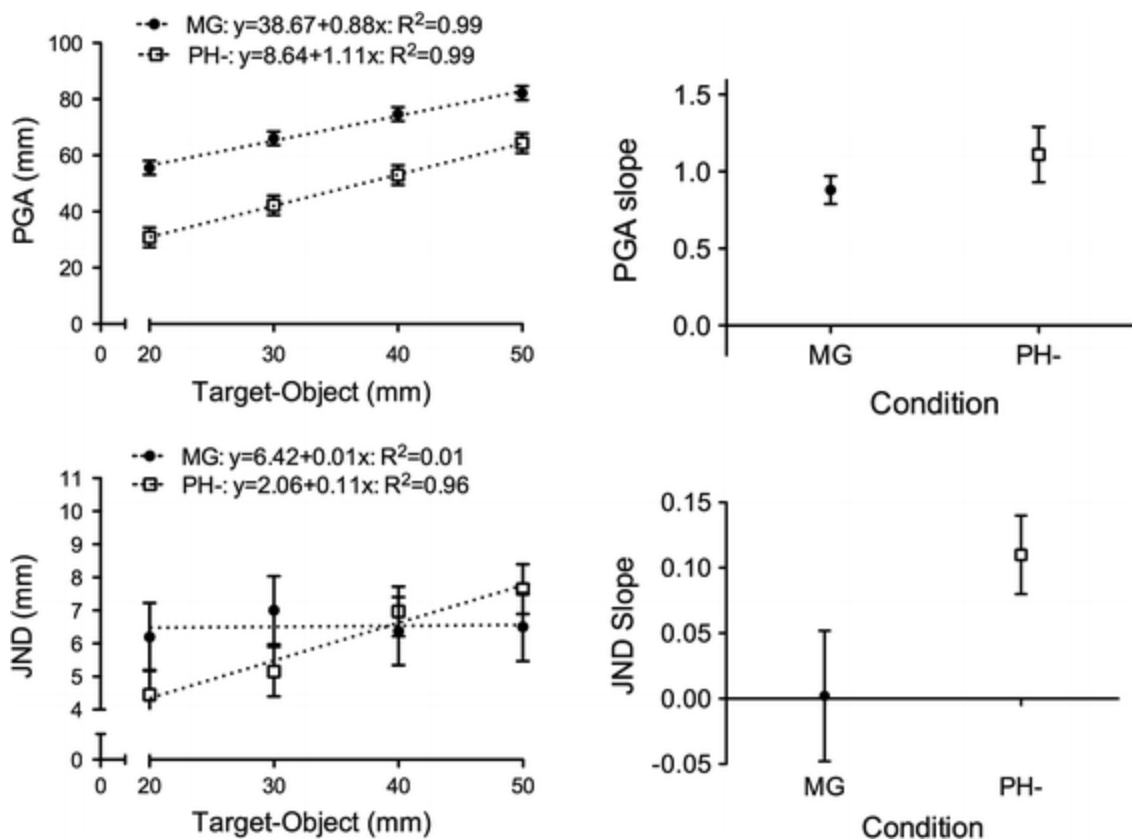 MG: y=38.67+0.88x: R²=0.99
PH-: y=8.64+1.11x: R²=0.99
100
80
60
40
20
0
PGA (mm)
0 20 30 40 50
Target-Object (mm)
1.5
1.0
0.5
0.0
PGA slope
MG PH-
Condition
MG: y=6.42+0.01x: R²=0.01
PH-: y=2.06+0.11x: R²=0.96
11
10
9
8
7
6
5
4
0
JND (mm)
0 20 30 40 50
Target-Object (mm)
0.15
0.10
0.05
0.00
-0.05
JND Slope
MG PH-
Condition